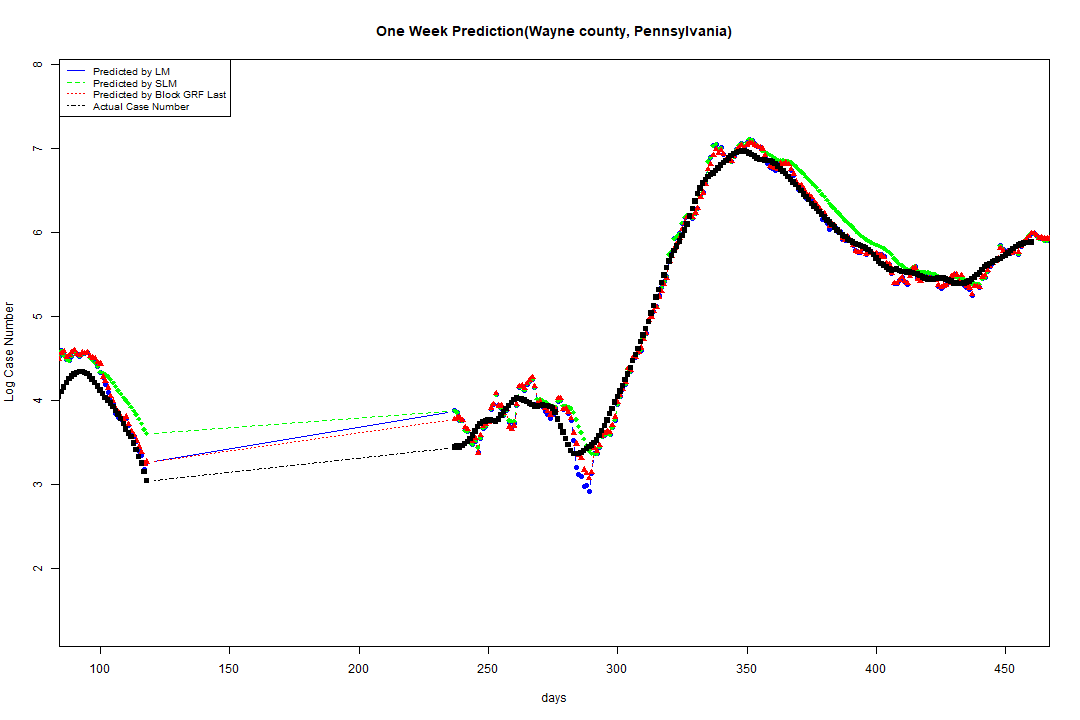 One Week Prediction(Wayne county, Pennsylvania)
Predicted by LM
Predicted by SLM
Predicted by Block GRF Last
Actual Case Number
8
7
6
5
4
3
2
Log Case Number
100 150 200 250 300 350 400 450
days